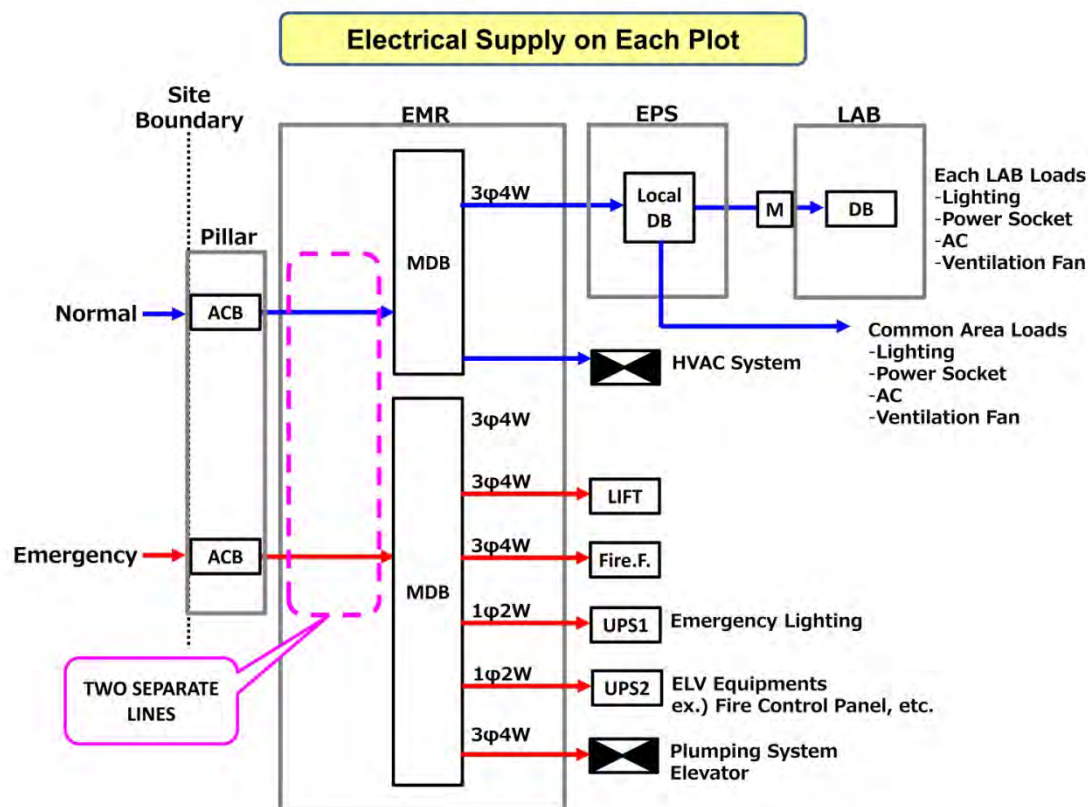 Electrical Supply on Each Plot
Site
Boundary
EMR
EPS
LAB
Pillar
Normal
ACB
MDB
3φ4W
Local
DB
M
DB
Each LAB Loads
-Lighting
-Power Socket
-AC
-Ventilation Fan
HVAC System
Common Area Loads
-Lighting
-Power Socket
-AC
-Ventilation Fan
3φ4W
3φ4W
LIFT
Emergency
ACB
MDB
3φ4W
Fire.F.
1φ2W
UPS1
Emergency Lighting
1φ2W
UPS2
ELV Equipments
ex.) Fire Control Panel, etc.
3φ4W
Plumping System
Elevator
TWO SEPARATE
LINES